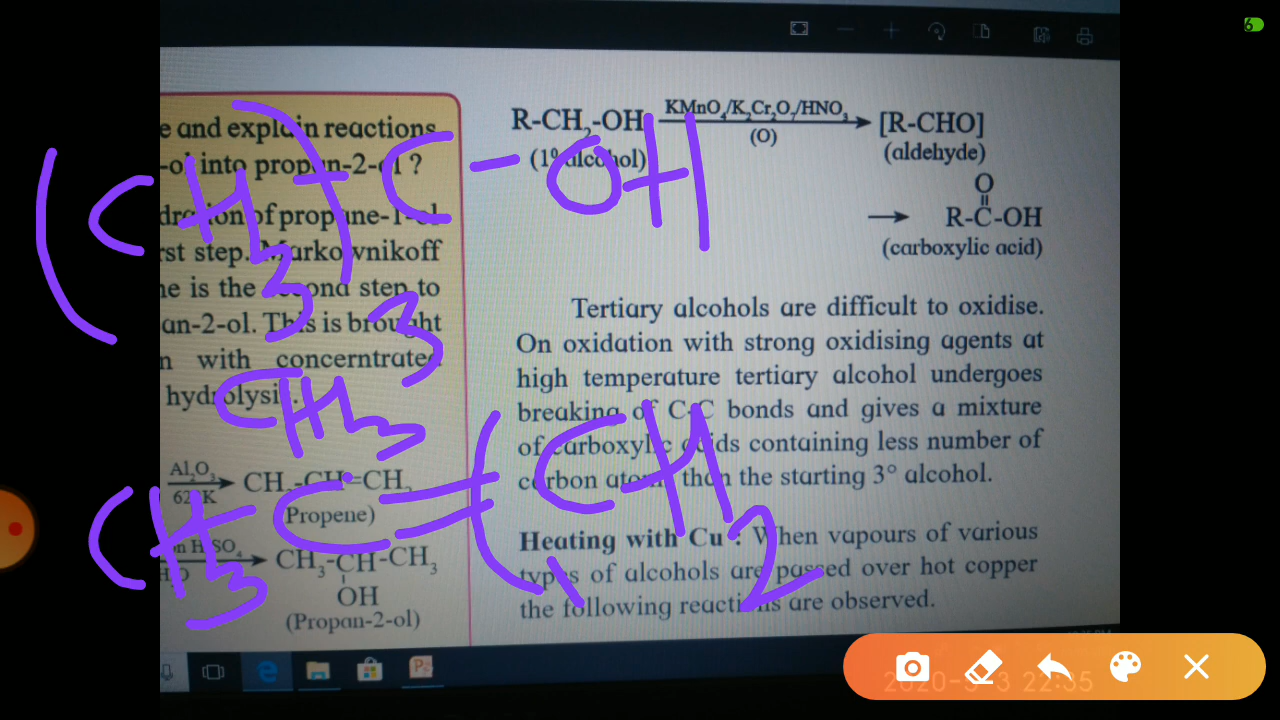 e and explain reactions
-ol into propan-2-ol ?
dration of propane-1-ol
rst step. Markownikoff
ne is the second step to
an-2-ol. This is brought
n with concerntrated
hydrolysis.
Al₂O₃
CH₃-CH=CH₂
(Propene)
H₂SO₄
CH₃-CH-CH₃
OH
(Propan-2-ol)
R-CH₂-OH KMnO₄/K₂Cr₂O₇/HNO₃ [R-CHO]
(1⁰ alcohol) (O) (aldehyde)
O
R-C-OH
(carboxylic acid)
Tertiary alcohols are difficult to oxidise.
On oxidation with strong oxidising agents at
high temperature tertiary alcohol undergoes
breaking of C-C bonds and gives a mixture
of carboxylic acids containing less number of
carbon atoms than the starting 3° alcohol.
Heating with Cu : When vapours of various
types of alcohols are passed over hot copper
the following reactions are observed.
(CH₃)₃C-OH
CH₃
CH₃C=CH₂
2020-
22:35
6